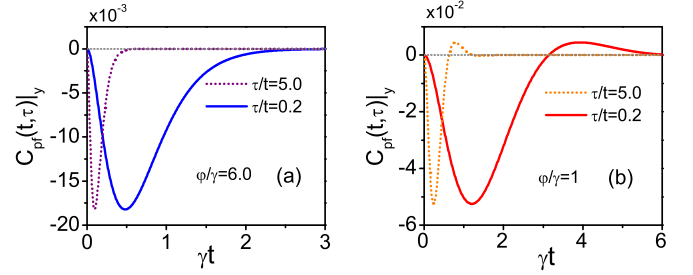 x10⁻³
0
-5
-10
-15
-20
C_pf(t,τ)|_y
τ/t=5.0
τ/t=0.2
φ/γ=6.0
(a)
0
1
2
3
γt
x10⁻²
0
-2
-4
-6
C_pf(t,τ)|_y
τ/t=5.0
τ/t=0.2
φ/γ=1
(b)
0
2
4
6
γt